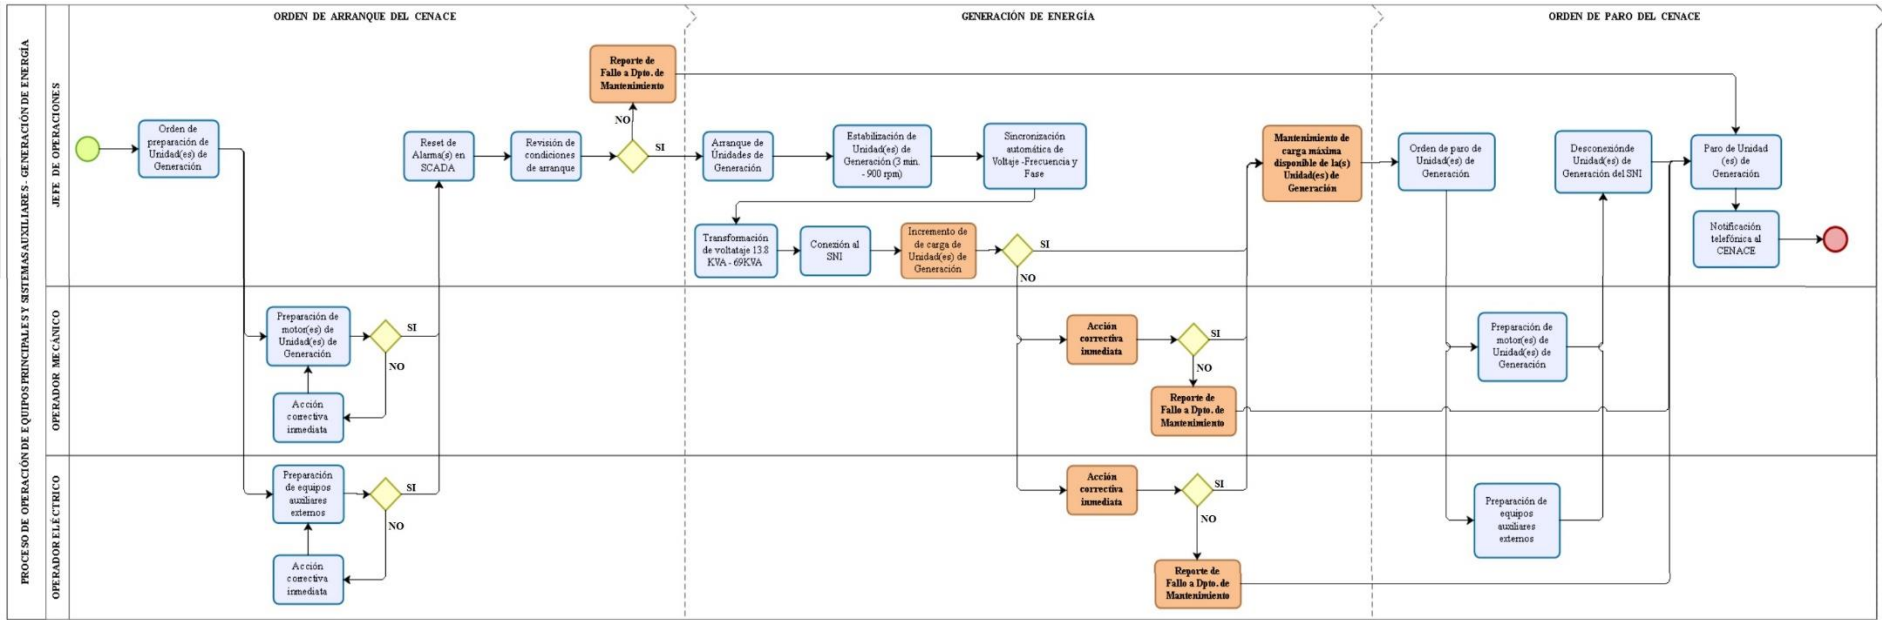 PROCESO DE OPERACIÓN DE EQUIPOS PRINCIPALES Y SISTEMAS AUXILIARES - GENERACIÓN DE ENERGÍA
ORDEN DE ARRANQUE DEL CENACE
GENERACIÓN DE ENERGÍA
ORDEN DE PARO DEL CENACE
JEFE DE OPERACIONES
Orden de
preparación de
Unidad(es) de
Generación
Reset de
Alarma(s) en
SCADA
Revisión de
condiciones
de arranque
Reporte de
Fallo a Dpto. de
Mantenimiento
NO
SI
Arranque de
Unidades de
Generación
Estabilización de
Unidad(es) de
Generación (3 min.
- 900 rpm)
Sincronización
automática de
Voltaje -Frecuencia y
Fase
Transformación
de voltataje 13.8
KVA - 69KVA
Conexión al
SNI
Incremento de
de carga de
Unidad(es) de
Generación
SI
NO
Mantenimiento de
carga máxima
disponible de la(s)
Unidad(es) de
Generación
Orden de paro de
Unidad(es) de
Generación
Desconexiónde
Unidad(es) de
Generación del SNI
Paro de Unidad
(es) de
Generación
Notificación
telefónica al
CENACE
OPERADOR MECÁNICO
Preparación de
motor(es) de
Unidad(es) de
Generación
SI
NO
Acción
correctiva
inmediata
Acción
correctiva
inmediata
SI
NO
Reporte de
Fallo a Dpto. de
Mantenimiento
Preparación de
motor(es) de
Unidad(es) de
Generación
OPERADOR ELÉCTRICO
Preparación
de equipos
auxiliares
externos
SI
NO
Acción
correctiva
inmediata
Acción
correctiva
inmediata
SI
NO
Reporte de
Fallo a Dpto. de
Mantenimiento
Preparación de
equipos
auxiliares
externos